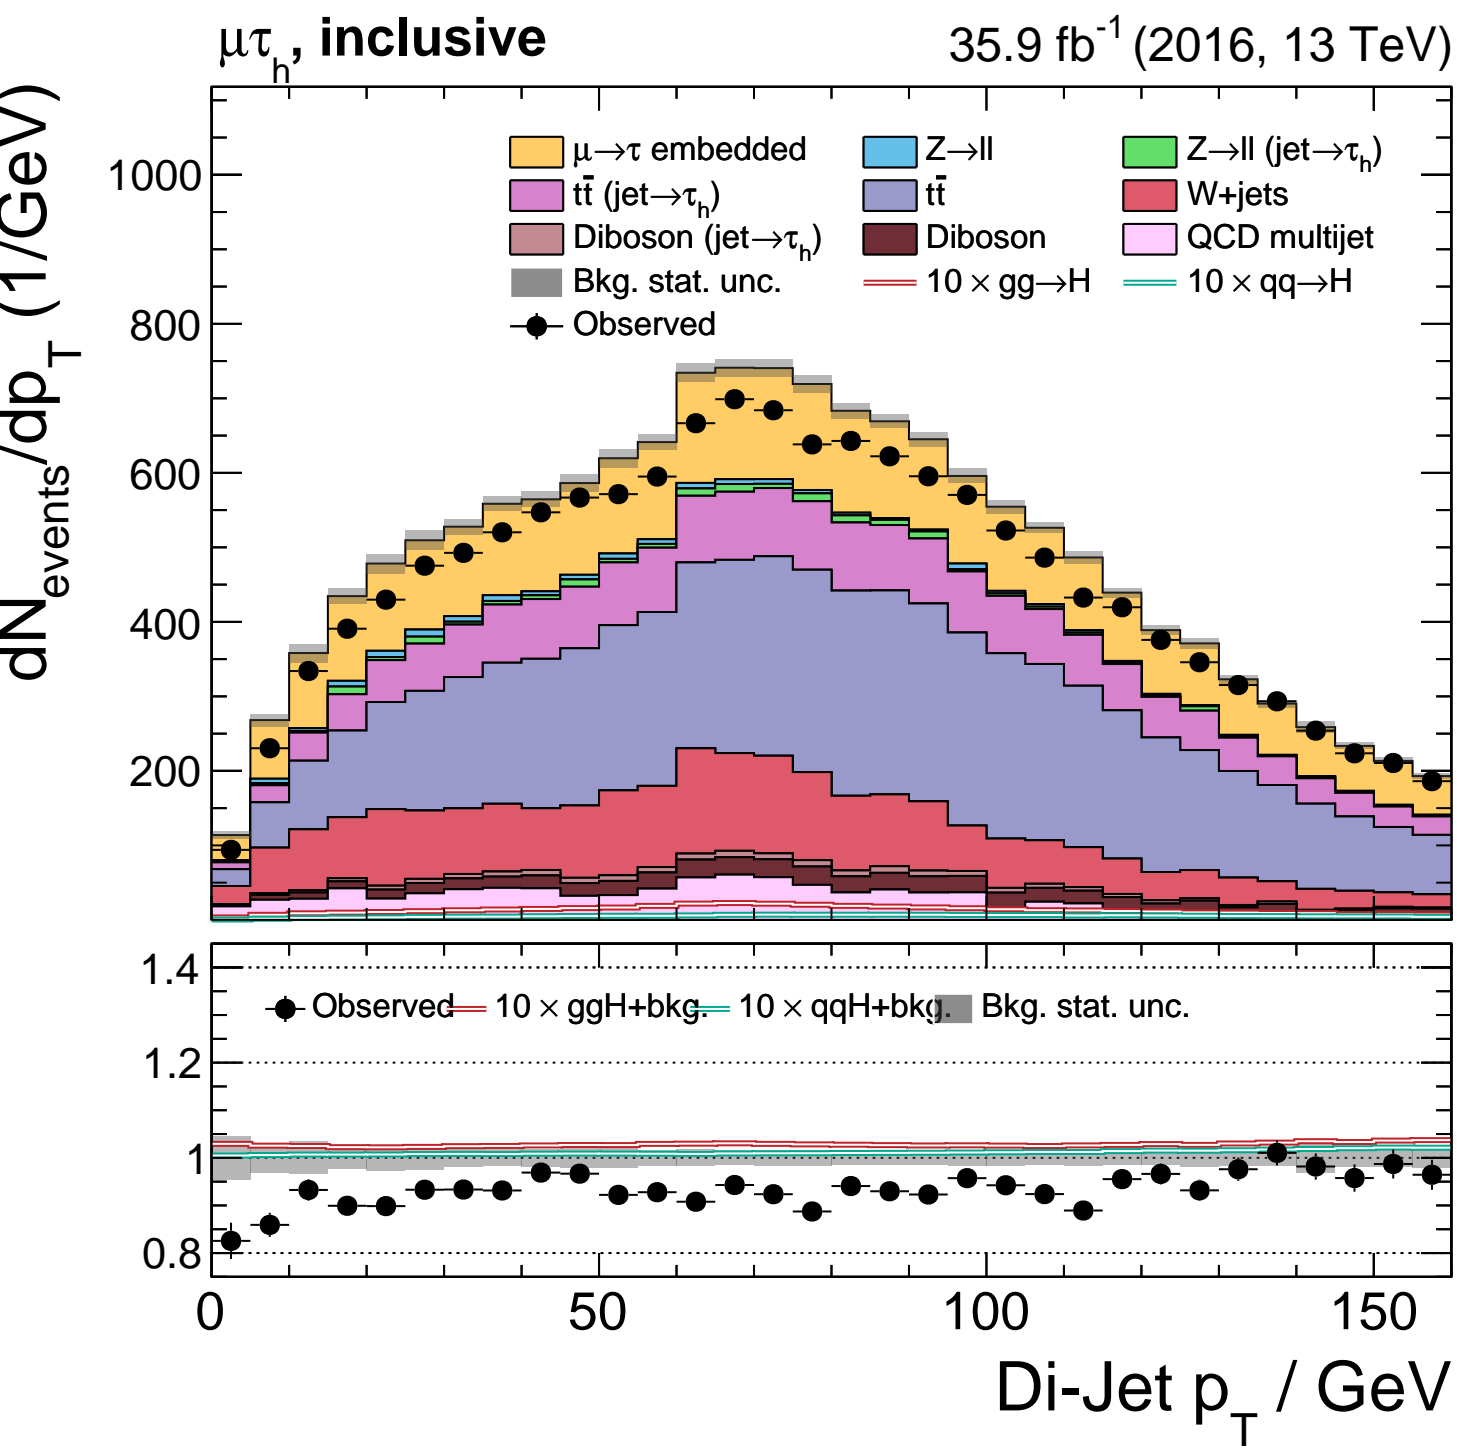 μτh, inclusive 35.9 fb-1 (2016, 13 TeV)
dNevents/dpT (1/GeV)
μ→τ embedded Z→ll Z→ll (jet→τh)
tt̄ (jet→τh) tt̄ W+jets
Diboson (jet→τh) Diboson QCD multijet
Bkg. stat. unc. 10 × gg→H 10 × qq→H
Observed
1000
800
600
400
200
1.4
Observed 10 × ggH+bkg. 10 × qqH+bkg. Bkg. stat. unc.
1.2
1
0.8
0 50 100 150
Di-Jet pT / GeV